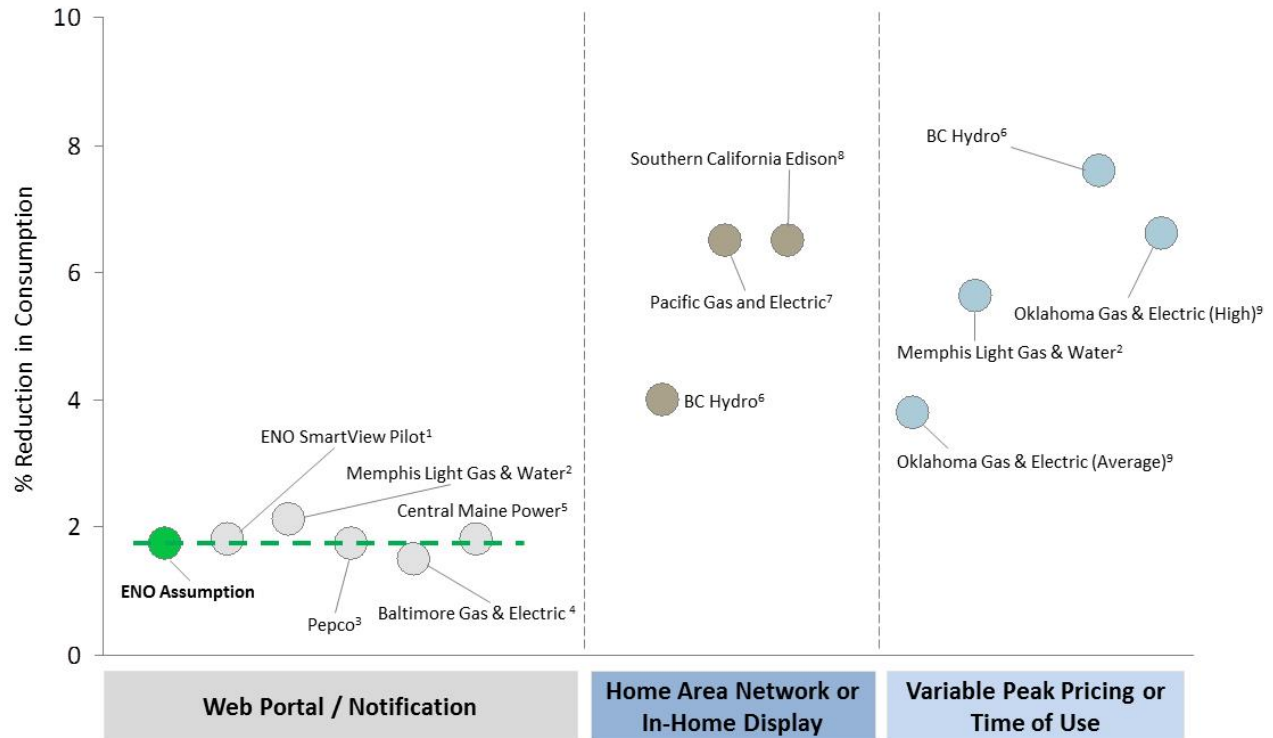 % Reduction in Consumption
10
8
6
4
2
0
ENO Assumption
ENO SmartView Pilot¹
Memphis Light Gas & Water²
Pepco³
Baltimore Gas & Electric ⁴
Central Maine Power⁵
Southern California Edison⁸
Pacific Gas and Electric⁷
BC Hydro⁶
BC Hydro⁶
Oklahoma Gas & Electric (High)⁹
Memphis Light Gas & Water²
Oklahoma Gas & Electric (Average)⁹
Web Portal / Notification
Home Area Network or
In-Home Display
Variable Peak Pricing or
Time of Use